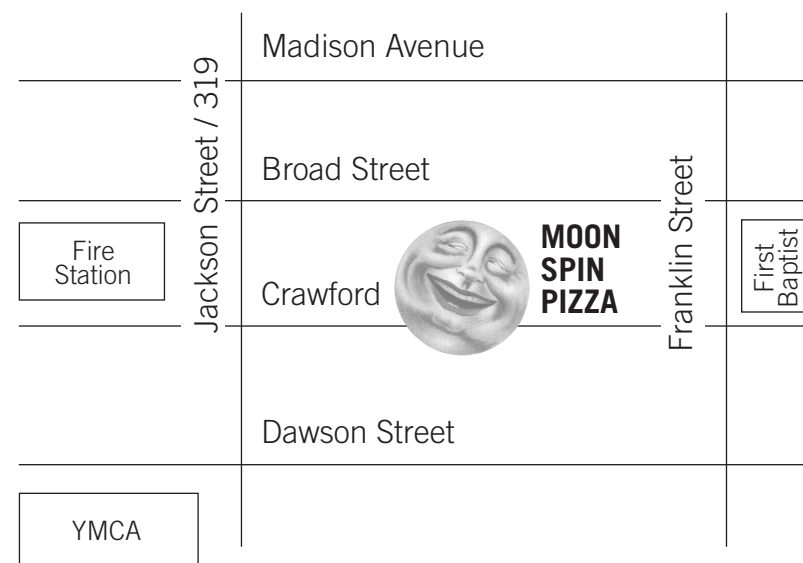 Madison Avenue
Jackson Street / 319
Broad Street
Franklin Street
Fire
Station
Crawford
MOON
SPIN
PIZZA
First
Baptist
Dawson Street
YMCA